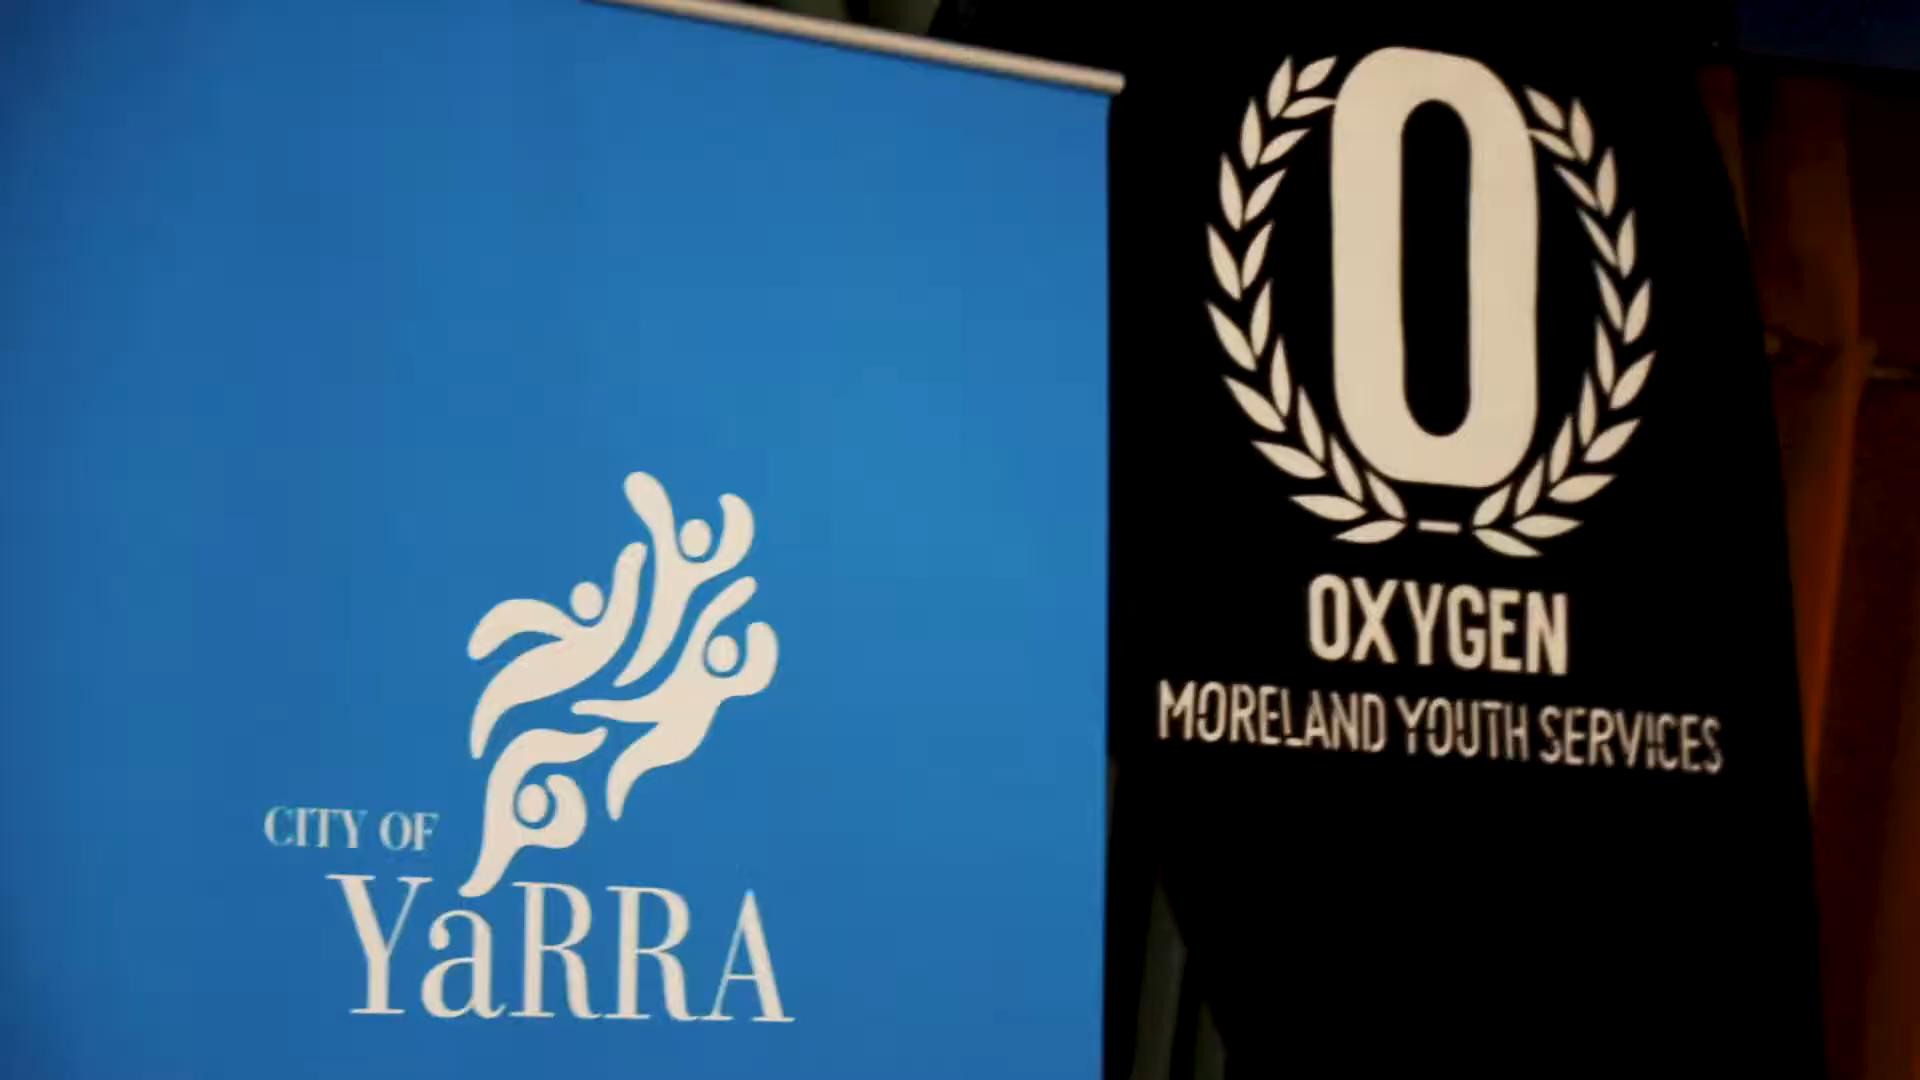 CITY OF
YaRRA
O
OXYGEN
MORELAND YOUTH SERVICES